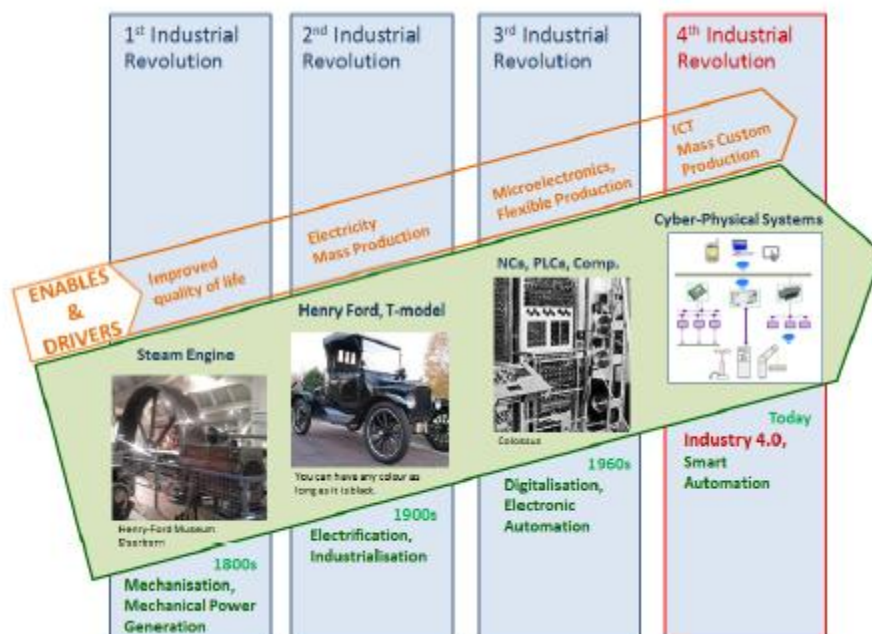 1st Industrial
Revolution
2nd Industrial
Revolution
3rd Industrial
Revolution
4th Industrial
Revolution
ENABLES
&
DRIVERS
Improved
quality of life
Electricity
Mass Production
Microelectronics,
Flexible Production
ICT
Mass Custom
Production
Steam Engine
Henry-Ford Museum
Henry Ford, T-model
You can have any colour as
long as it is black.
NCs, PLCs, Comp.
Colossus
Cyber-Physical Systems
1800s
Mechanisation,
Mechanical Power
Generation
1900s
Electrification,
Industrialisation
1960s
Digitalisation,
Electronic
Automation
Today
Industry 4.0,
Smart
Automation